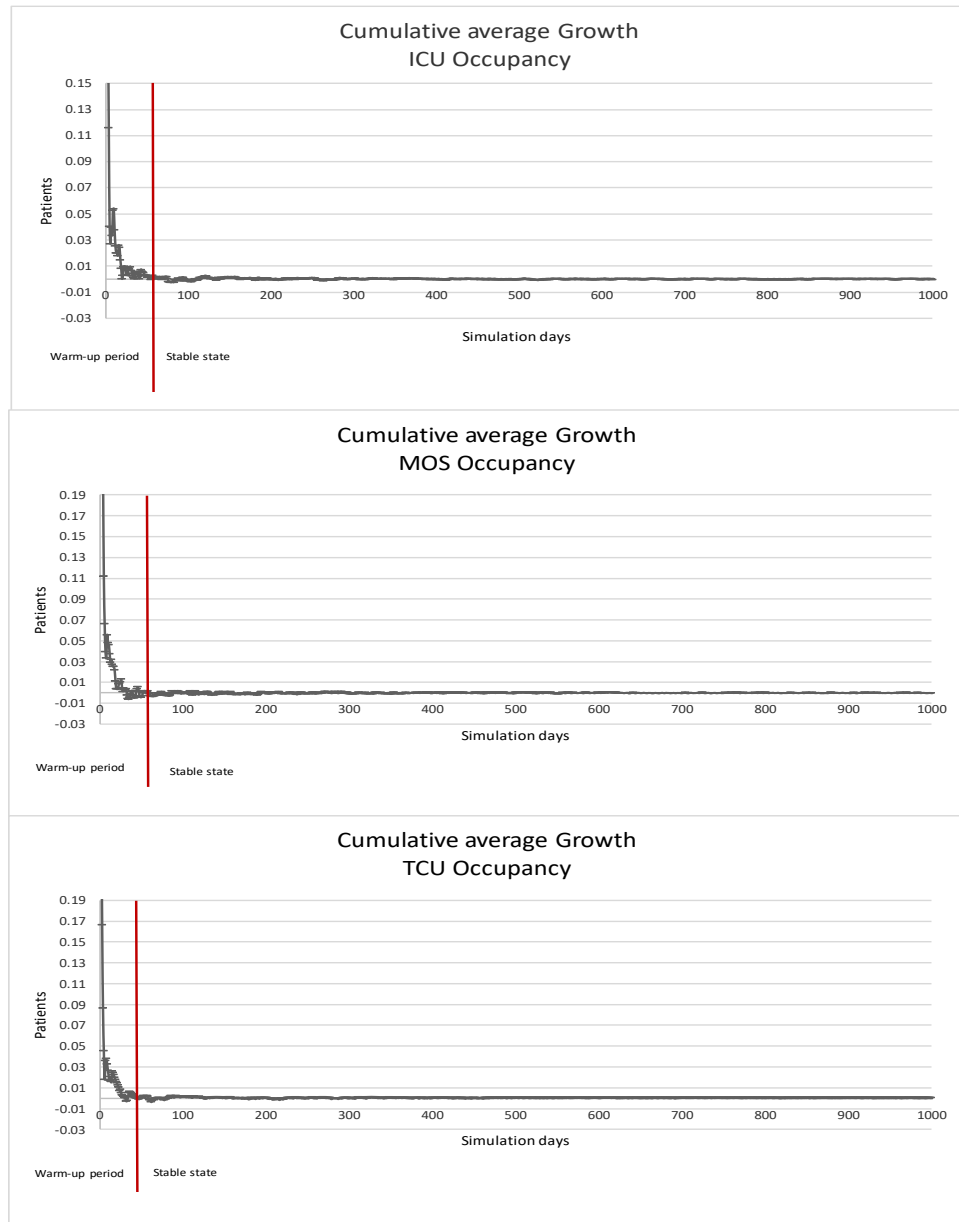 Cumulative average Growth
ICU Occupancy
0.15
0.13
0.11
0.09
0.07
0.05
0.03
0.01
-0.01
-0.03
Patients
0 100 200 300 400 500 600 700 800 900 1000
Simulation days
Warm-up period Stable state
Cumulative average Growth
MOS Occupancy
0.19
0.17
0.15
0.13
0.11
0.09
0.07
0.05
0.03
0.01
-0.01
-0.03
Patients
0 100 200 300 400 500 600 700 800 900 1000
Simulation days
Warm-up period Stable state
Cumulative average Growth
TCU Occupancy
0.19
0.17
0.15
0.13
0.11
0.09
0.07
0.05
0.03
0.01
-0.01
-0.03
Patients
0 100 200 300 400 500 600 700 800 900 1000
Simulation days
Warm-up period Stable state